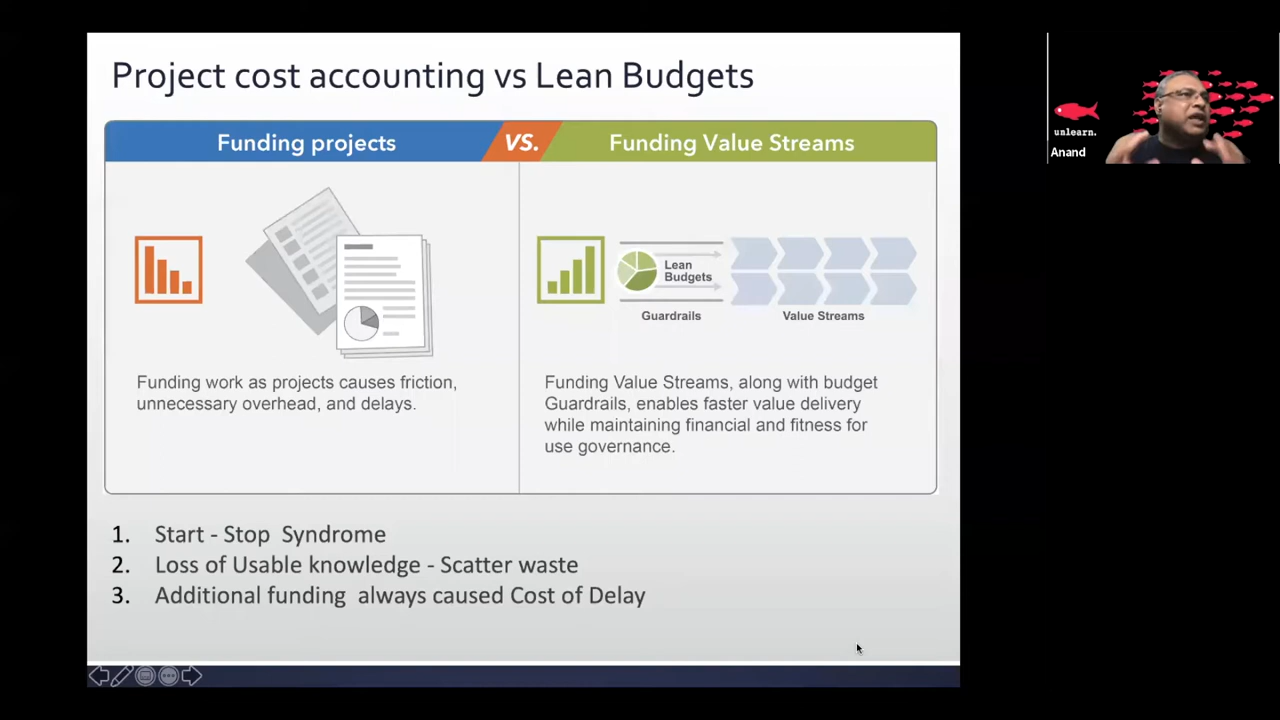 Project cost accounting vs Lean Budgets
Funding projects
VS.
Funding Value Streams
Lean
Budgets
Guardrails
Value Streams
Funding work as projects causes friction,
unnecessary overhead, and delays.
Funding Value Streams, along with budget
Guardrails, enables faster value delivery
while maintaining financial and fitness for
use governance.
1. Start - Stop Syndrome
2. Loss of Usable knowledge - Scatter waste
3. Additional funding always caused Cost of Delay
unlearn.
Anand